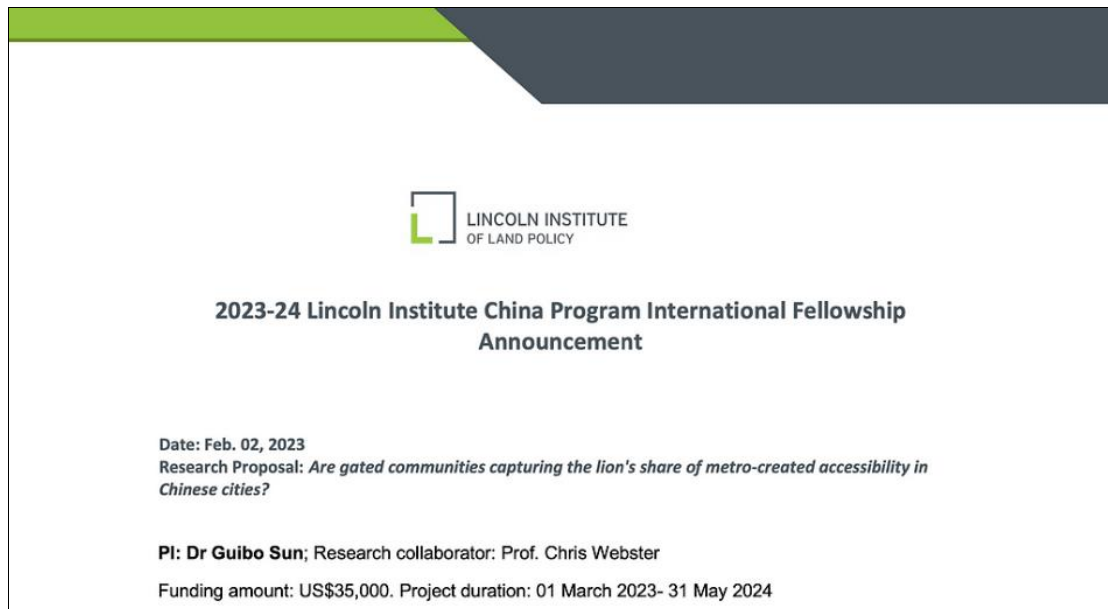 LINCOLN INSTITUTE
OF LAND POLICY
2023-24 Lincoln Institute China Program International Fellowship
Announcement
Date: Feb. 02, 2023
Research Proposal: Are gated communities capturing the lion's share of metro-created accessibility in
Chinese cities?
PI: Dr Guibo Sun; Research collaborator: Prof. Chris Webster
Funding amount: US$35,000. Project duration: 01 March 2023- 31 May 2024